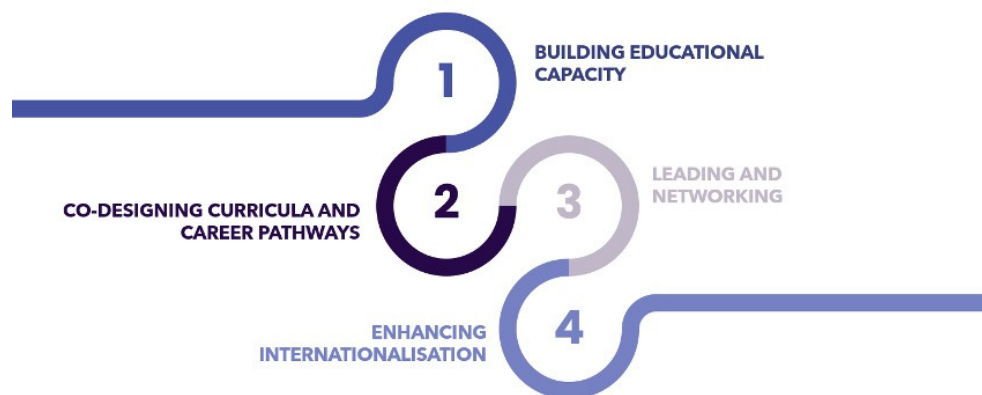 1
BUILDING EDUCATIONAL
CAPACITY
2
CO-DESIGNING CURRICULA AND
CAREER PATHWAYS
3
LEADING AND
NETWORKING
4
ENHANCING
INTERNATIONALISATION